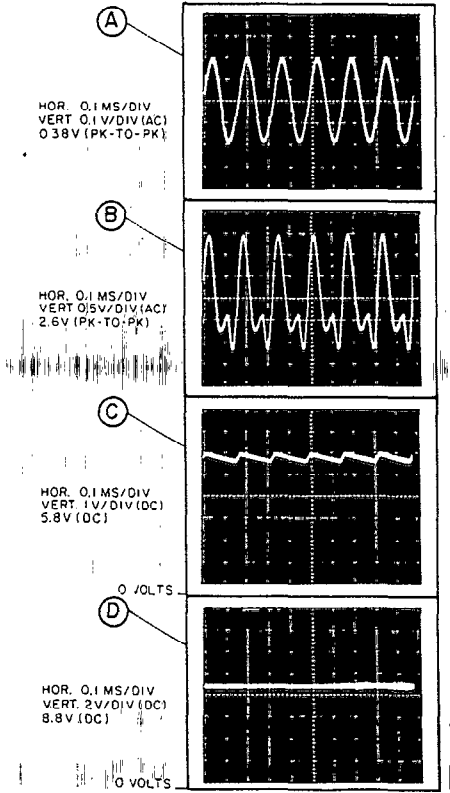 A
HOR. 0.1 MS/DIV
VERT 0.1 V/DIV (AC)
0.38V (PK-TO-PK)
B
HOR. 0.1 MS/DIV
VERT 0.5V/DIV (AC)
2.6V (PK-TO-PK)
C
HOR. 0.1 MS/DIV
VERT. 1V/DIV (DC)
5.8V (DC)
0 VOLTS
D
HOR. 0.1 MS/DIV
VERT. 2V/DIV (DC)
8.8V (DC)
0 VOLTS